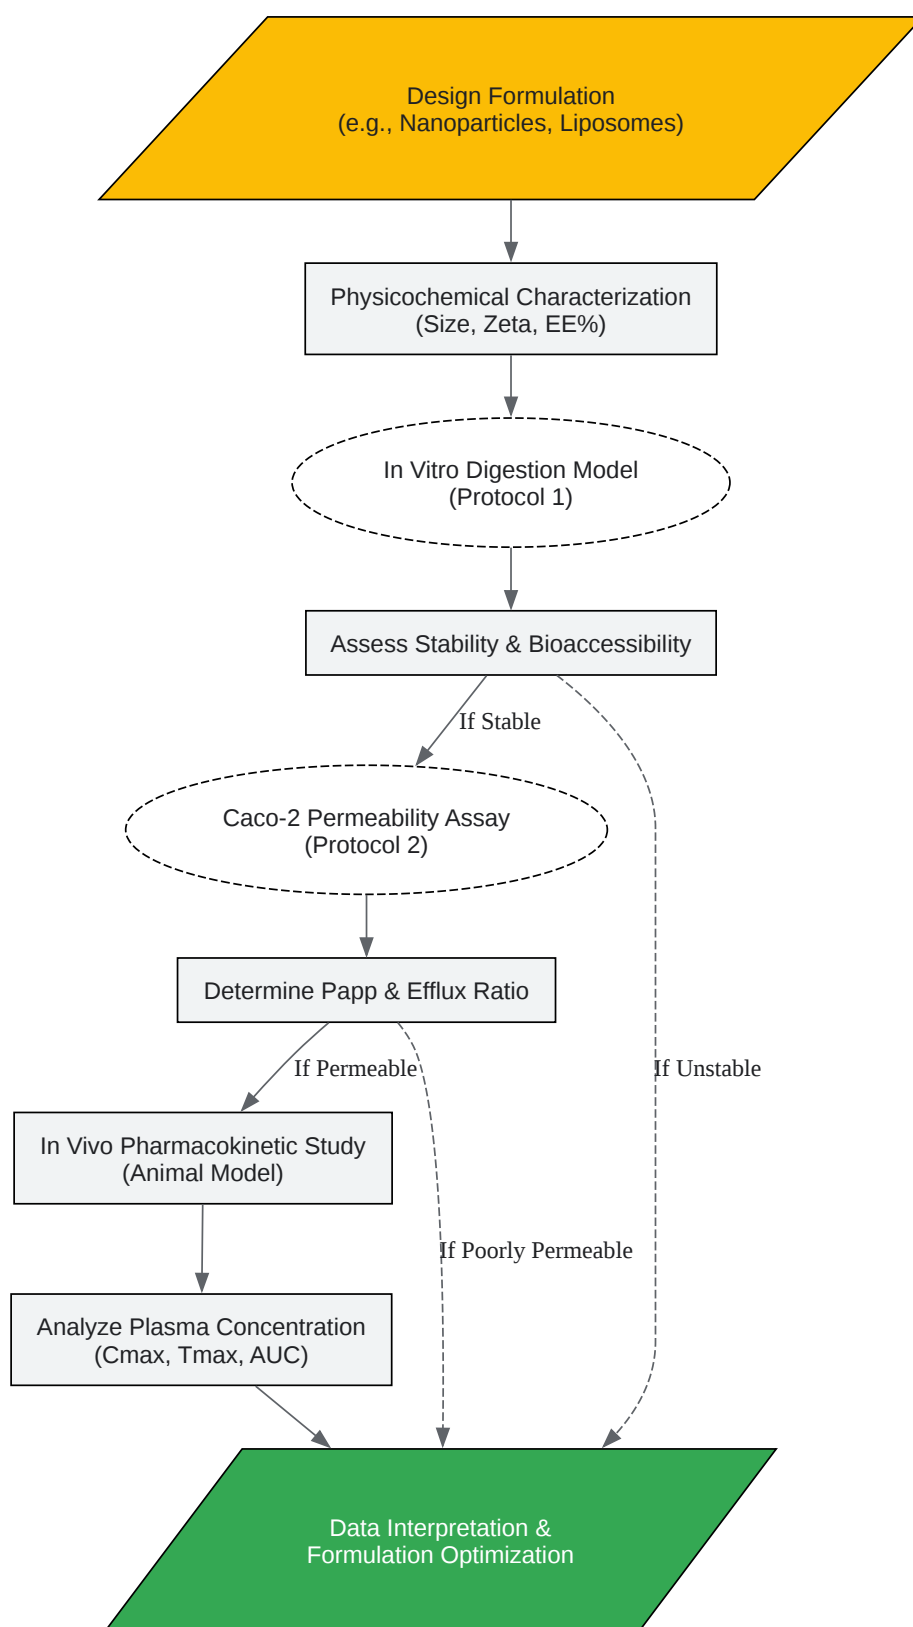 Design Formulation
(e.g., Nanoparticles, Liposomes)
Physicochemical Characterization
(Size, Zeta, EE%)
In Vitro Digestion Model
(Protocol 1)
Assess Stability & Bioaccessibility
If Stable
Caco-2 Permeability Assay
(Protocol 2)
Determine Papp & Efflux Ratio
If Permeable
If Unstable
In Vivo Pharmacokinetic Study
(Animal Model)
If Poorly Permeable
Analyze Plasma Concentration
(Cmax, Tmax, AUC)
Data Interpretation &
Formulation Optimization